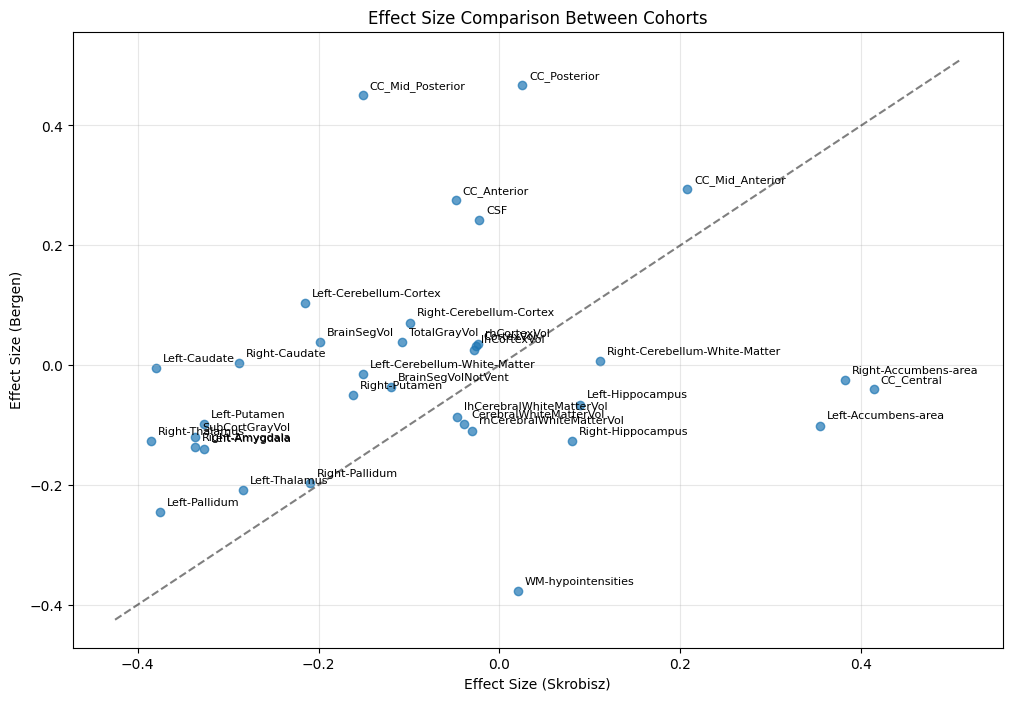 Effect Size Comparison Between Cohorts
CC_Posterior
CC_Mid_Posterior
CC_Mid_Anterior
CC_Anterior
CSF
Left-Cerebellum-Cortex
Right-Cerebellum-Cortex
BrainSegVol
TotalGrayVol
rhCortexVol
CortexVol
lhCortexVol
Left-Caudate
Right-Caudate
Right-Cerebellum-White-Matter
Left-Cerebellum-White-Matter
BrainSegVolNotVent
Right-Putamen
Right-Accumbens-area
CC_Central
Left-Hippocampus
lhCerebralWhiteMatterVol
CerebralWhiteMatterVol
rhCerebralWhiteMatterVol
Left-Accumbens-area
Right-Hippocampus
Left-Putamen
SubCortGrayVol
Right-Thalamus
Right-Amygdala
Left-Amygdala
Right-Pallidum
Left-Thalamus
Left-Pallidum
WM-hypointensities
0.4
0.2
0.0
−0.2
−0.4
Effect Size (Bergen)
−0.4
−0.2
0.0
0.2
0.4
Effect Size (Skrobisz)